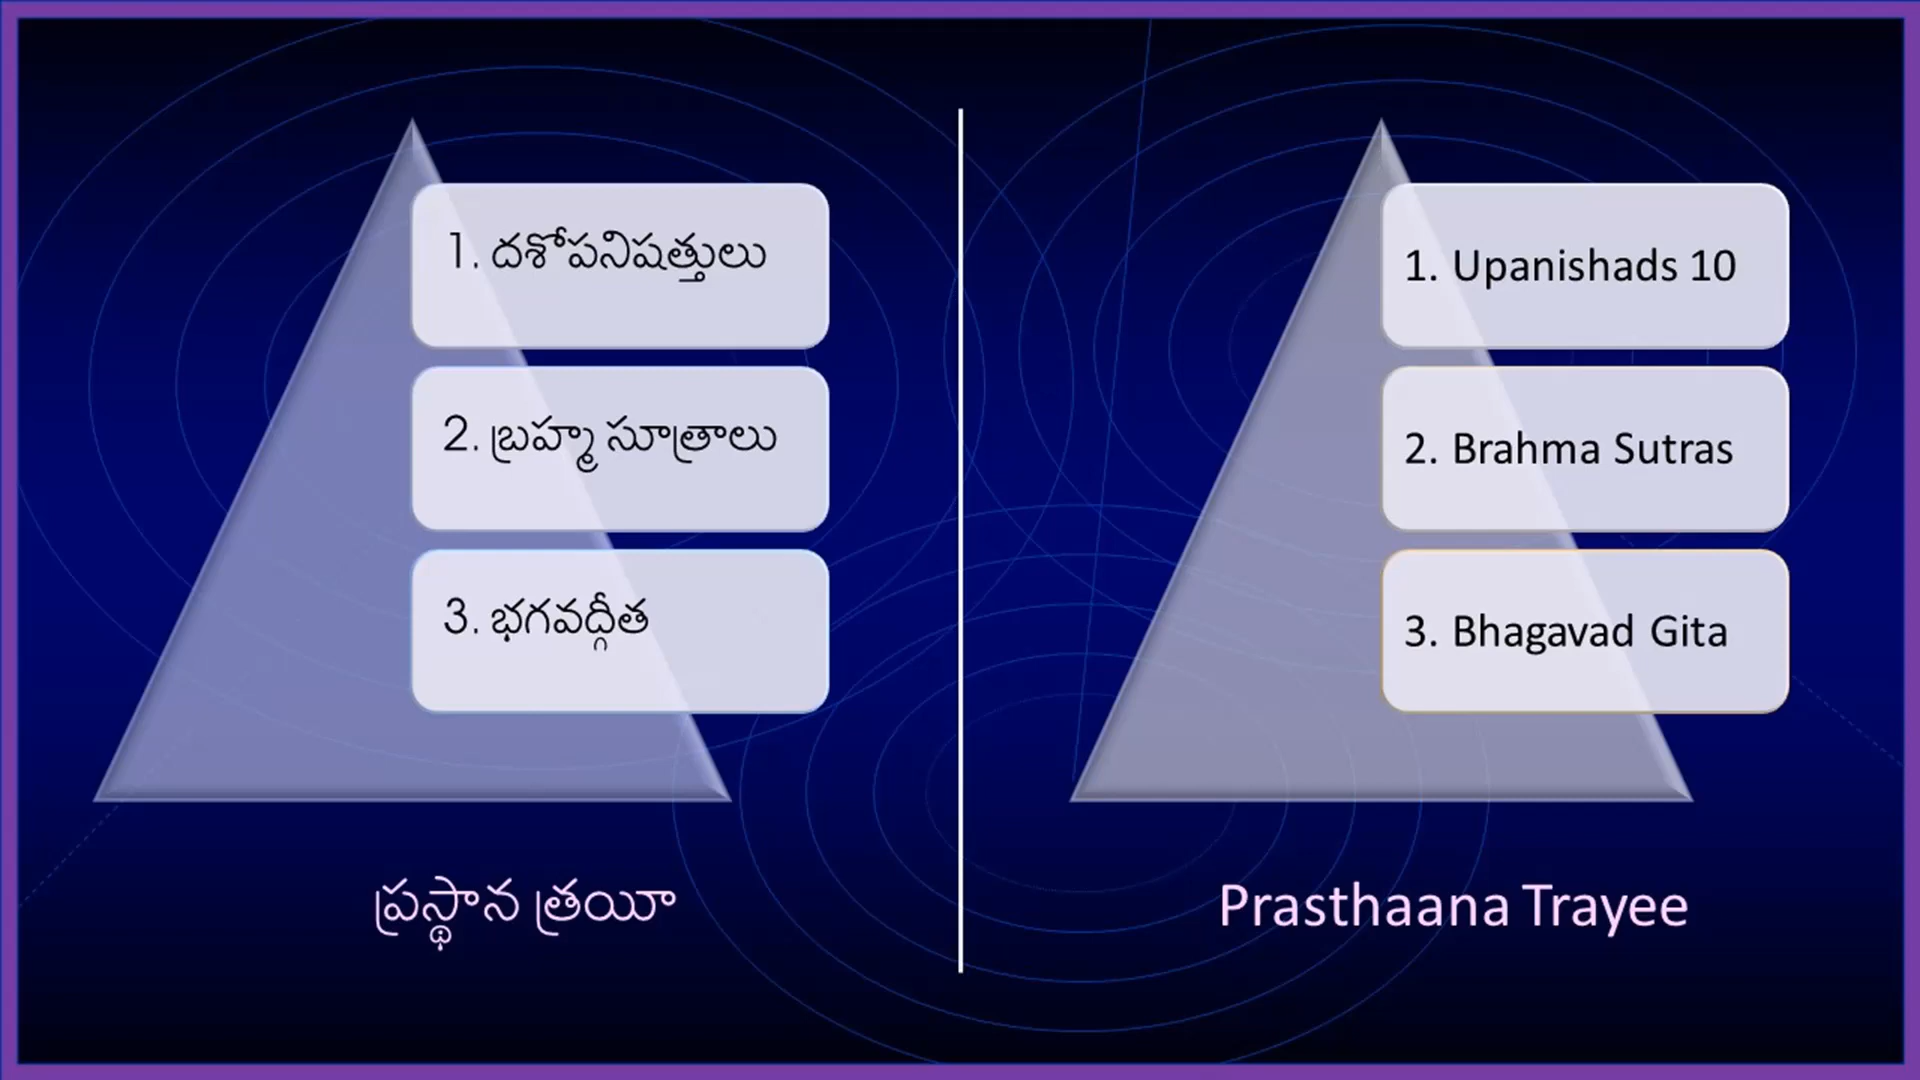 1. దశోపనిషత్తులు
2. బ్రహ్మ సూత్రాలు
3. భగవద్గీత
ప్రస్థాన త్రయీ
1. Upanishads 10
2. Brahma Sutras
3. Bhagavad Gita
Prasthaana Trayee